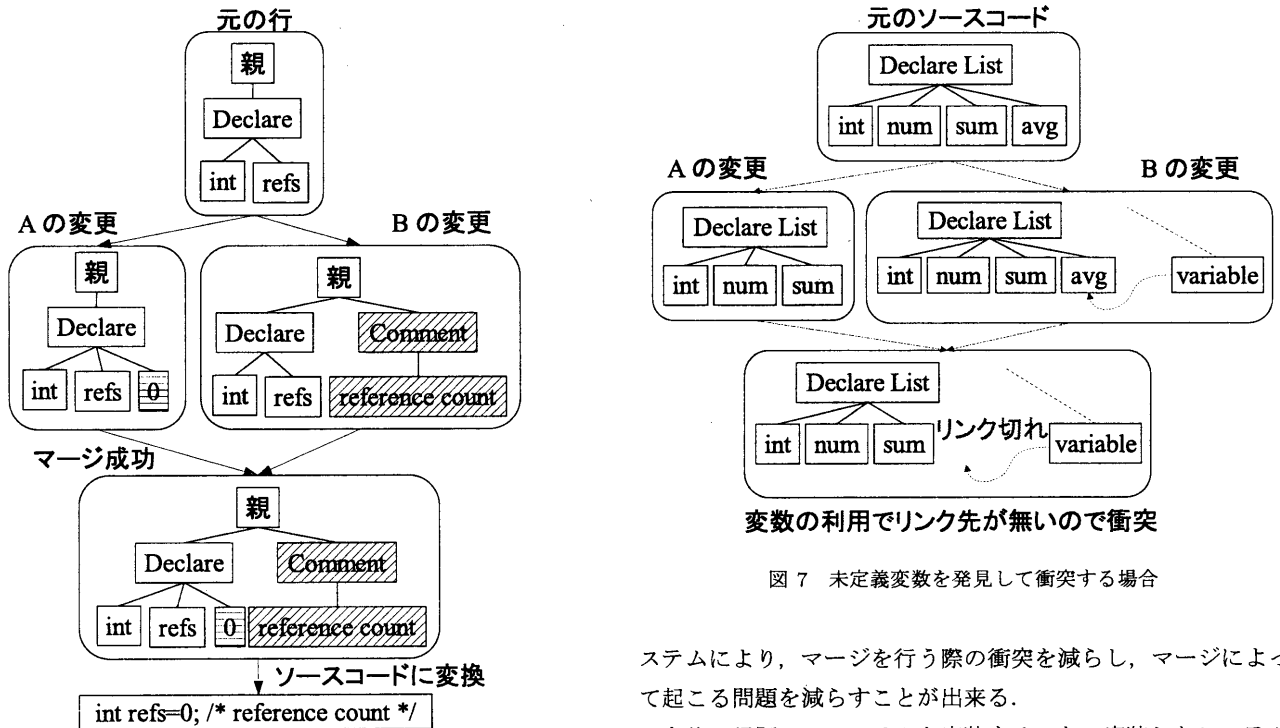 元の行
親
Declare
int refs
A の変更 B の変更
親
Declare
int refs 0
親
Declare Comment
int refs reference count
マージ成功
親
Declare Comment
int refs 0 reference count
ソースコードに変換
int refs=0; /* reference count */
元のソースコード
Declare List
int num sum avg
A の変更 B の変更
Declare List
int num sum
Declare List
int num sum avg variable
Declare List
int num sum リンク切れ variable
変数の利用でリンク先が無いので衝突
図 7 未定義変数を発見して衝突する場合
ステムにより，マージを行う際の衝突を減らし，マージによっ
て起こる問題を減らすことが出来る．